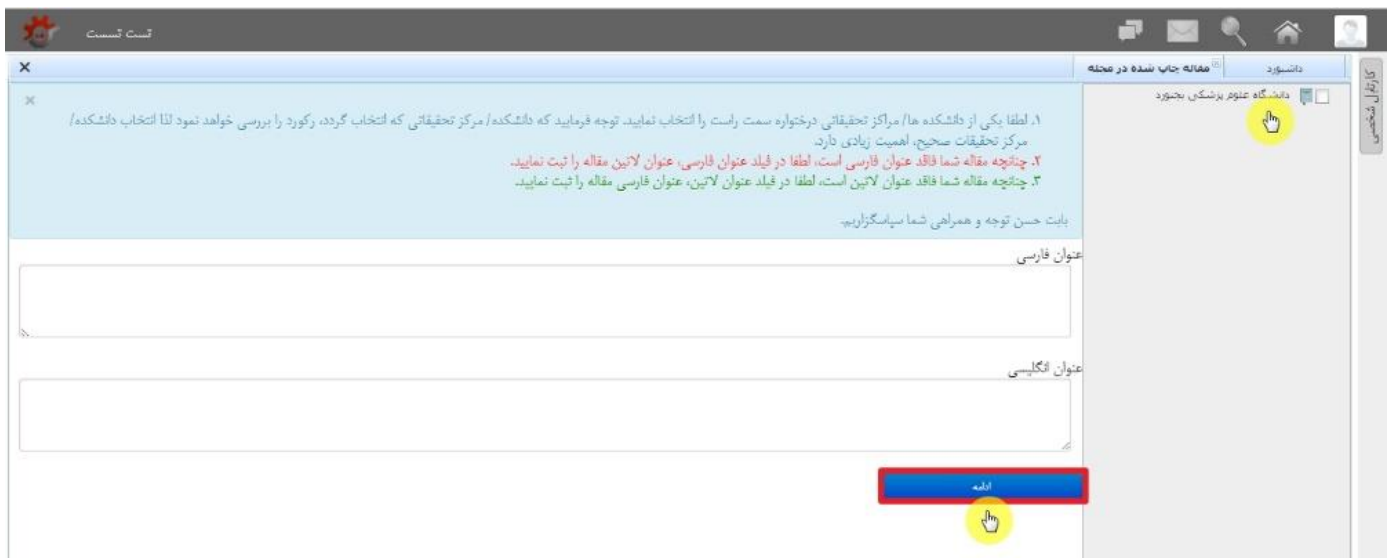 تست تسست
داشبورد
مقاله چاپ شده در مجله
کارتابل شخصی
دانشگاه علوم پزشکی بجنورد
۱. لطفا یکی از دانشکده ها/ مراکز تحقیقاتی درختواره سمت راست را انتخاب نمایید. توجه فرمایید که دانشکده/ مرکز تحقیقاتی که انتخاب گردد، رکورد را بررسی خواهد نمود لذا انتخاب دانشکده/
مرکز تحقیقات صحیح، اهمیت زیادی دارد.
۲. چنانچه مقاله شما فاقد عنوان فارسی است، لطفا در فیلد عنوان فارسی، عنوان لاتین مقاله را ثبت نمایید.
۳. چنانچه مقاله شما فاقد عنوان لاتین است، لطفا در فیلد عنوان لاتین، عنوان فارسی مقاله را ثبت نمایید.
بابت حسن توجه و همراهی شما سپاسگزاریم.
عنوان فارسی
عنوان انگلیسی
ادامه